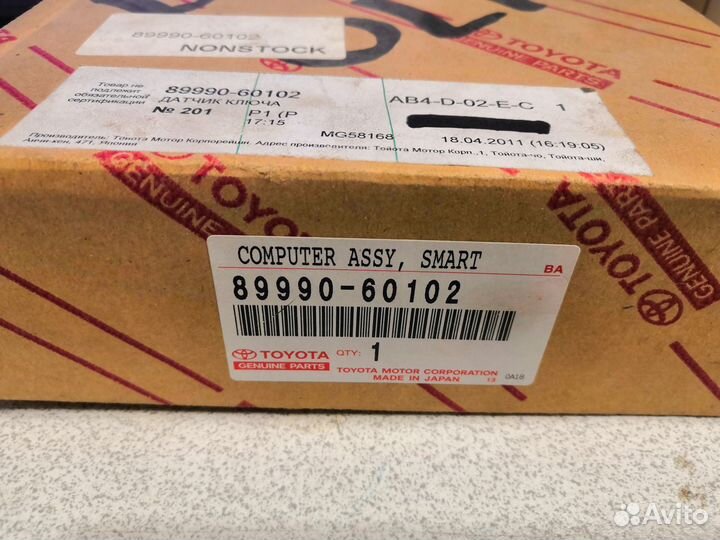 89990-60102
NONSTOCK
TOYOTA
GENUINE PARTS
Товар не
подлежит
обязательной
сертификации
89990-60102
ДАТЧИК КЛЮЧА
№ 201 P1 (P
17:15
AB4-D-02-E-C 1
MG58168 18.04.2011 (16:19:05)
Производитель: Тойота Мотор Корпорейшн. Адрес производителя: Тойота Мотор Корп.,1, Тойота-чо, Тойота-ши,
Аичи-кен, 471, Япония
TOYOTA
GENUINE PARTS
TOYOTA
GENUINE PARTS
TOYOTA
GENUINE PARTS
COMPUTER ASSY, SMART
BA
89990-60102
TOYOTA
GENUINE PARTS
QTY: 1
TOYOTA MOTOR CORPORATION
MADE IN JAPAN 13 0A18
Avito